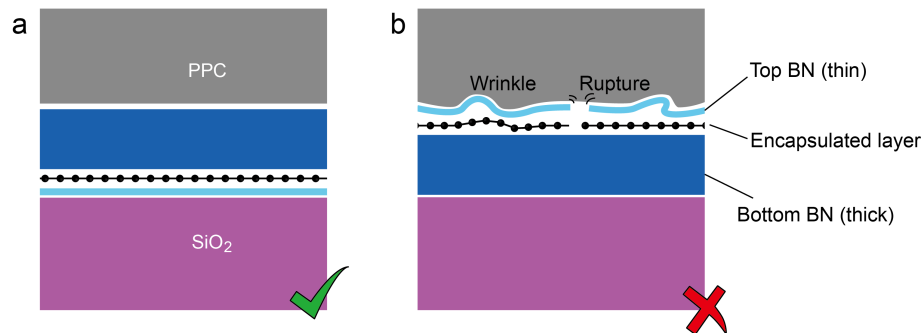 a
b
PPC
Wrinkle
Rupture
Top BN (thin)
Encapsulated layer
Bottom BN (thick)
SiO₂